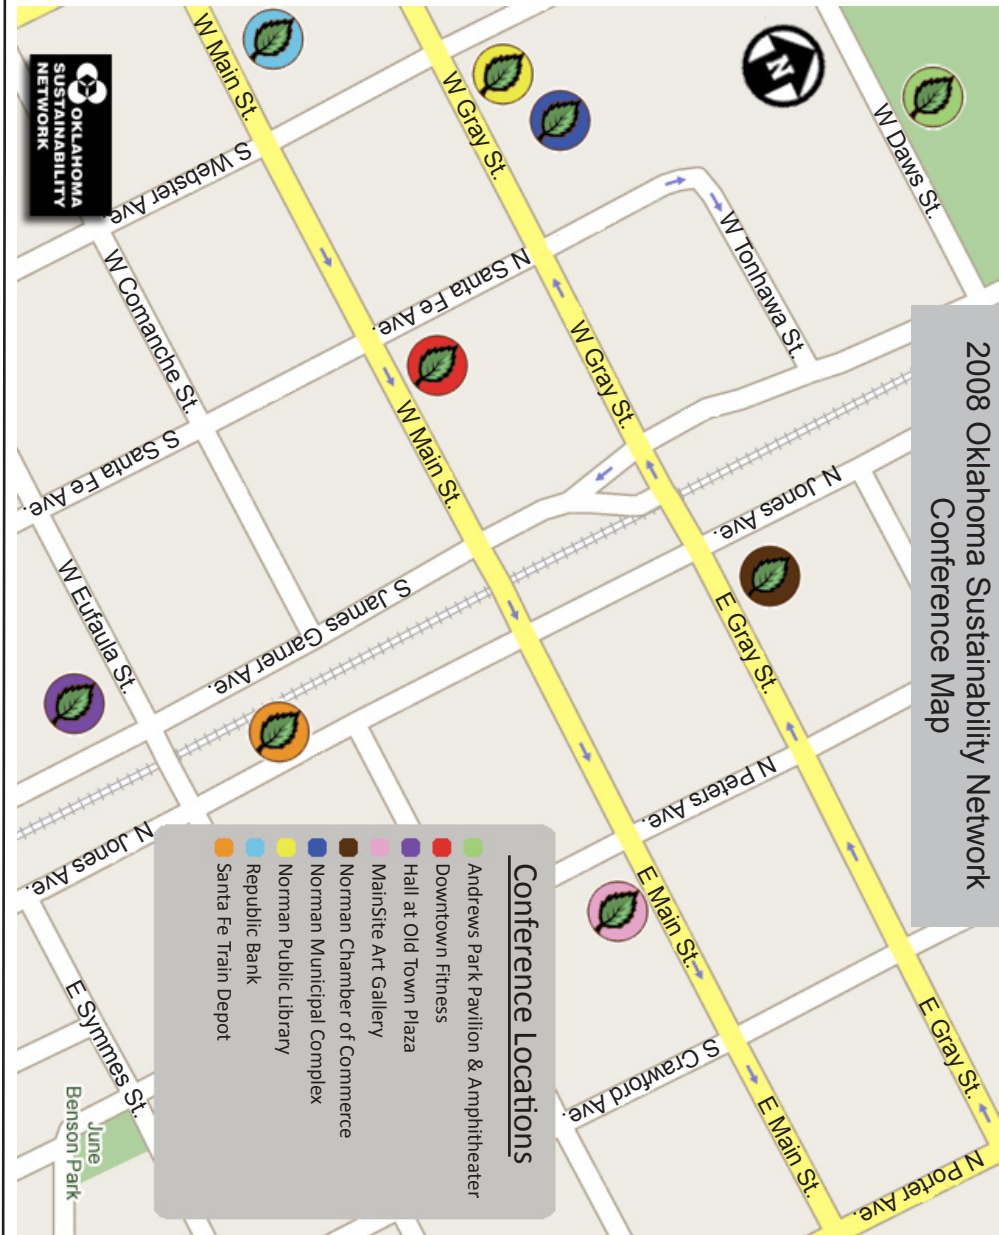 2008 Oklahoma Sustainability Network
Conference Map
OKLAHOMA
SUSTAINABILITY
NETWORK
N
W Main St.
W Gray St.
W Daws St.
S Webster Ave.
W Tonhawa St.
N Santa Fe Ave.
W Comanche St.
W Gray St.
W Main St.
S Santa Fe Ave.
N Jones Ave.
W Eufaula St.
S James Garner Ave.
E Gray St.
N Peters Ave.
N Jones Ave.
E Main St.
E Symmes St.
S Crawford Ave.
E Gray St.
E Main St.
N Porter Ave.
June
Benson Park
Conference Locations
Andrews Park Pavilion & Amphitheater
Downtown Fitness
Hall at Old Town Plaza
MainSite Art Gallery
Norman Chamber of Commerce
Norman Municipal Complex
Norman Public Library
Republic Bank
Santa Fe Train Depot